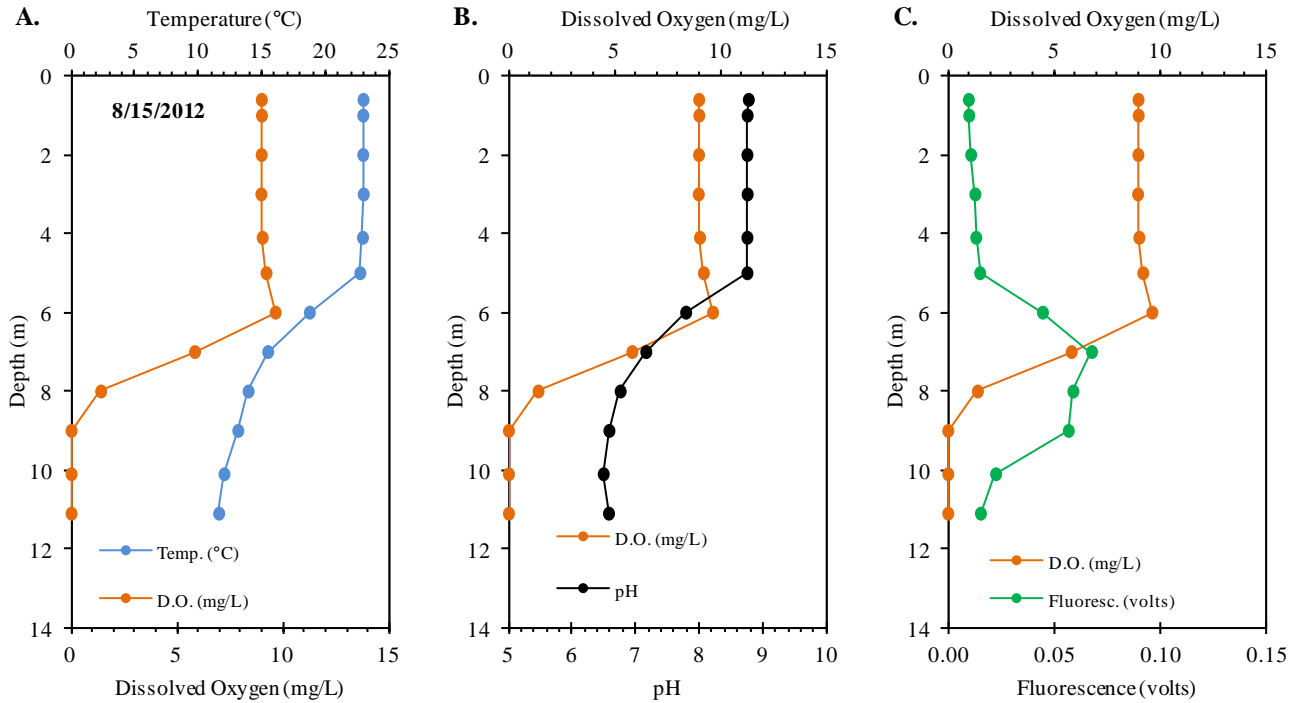 A.
Temperature (°C)
0 5 10 15 20 25
8/15/2012
Depth (m)
0
2
4
6
8
10
12
14
Temp. (°C)
D.O. (mg/L)
0 5 10 15
Dissolved Oxygen (mg/L)
B.
Dissolved Oxygen (mg/L)
0 5 10 15
Depth (m)
0
2
4
6
8
10
12
14
D.O. (mg/L)
pH
5 6 7 8 9 10
pH
C.
Dissolved Oxygen (mg/L)
0 5 10 15
Depth (m)
0
2
4
6
8
10
12
14
D.O. (mg/L)
Fluoresc. (volts)
0.00 0.05 0.10 0.15
Fluorescence (volts)